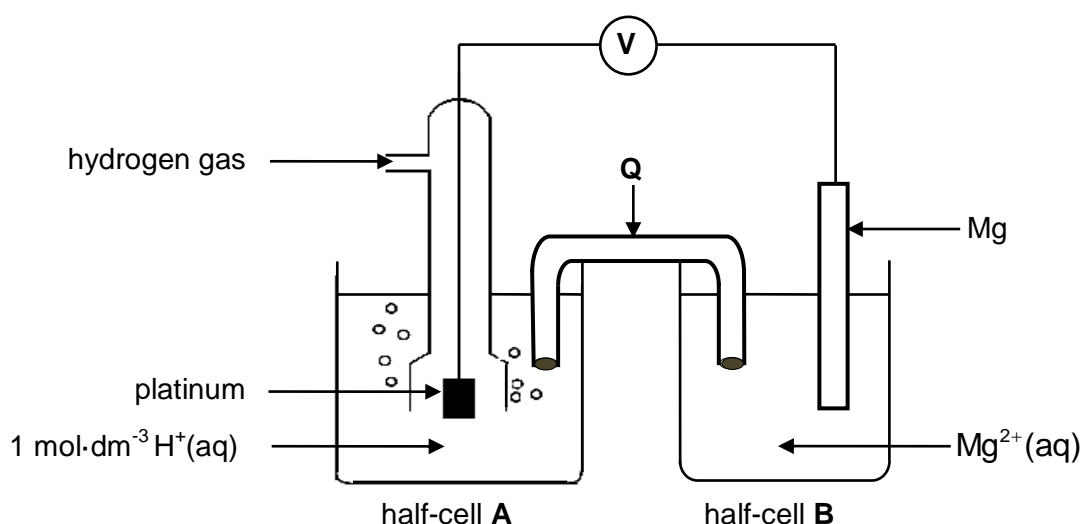 V
hydrogen gas
Q
Mg
platinum
1 mol·dm⁻³ H⁺(aq)
Mg²⁺(aq)
half-cell A
half-cell B